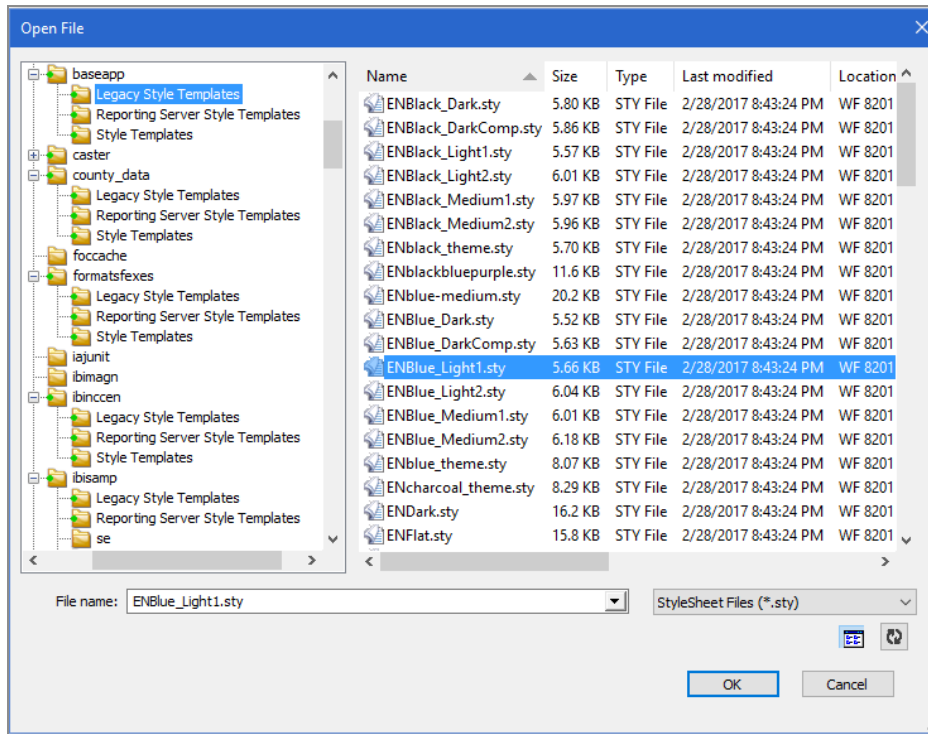 Open File
baseapp
Legacy Style Templates
Reporting Server Style Templates
Style Templates
caster
county_data
Legacy Style Templates
Reporting Server Style Templates
Style Templates
foccache
formatsfexes
Legacy Style Templates
Reporting Server Style Templates
Style Templates
iajunit
ibimagn
ibinccen
Legacy Style Templates
Reporting Server Style Templates
Style Templates
ibisamp
Legacy Style Templates
Reporting Server Style Templates
se
Name Size Type Last modified Location
ENBlack_Dark.sty 5.80 KB STY File 2/28/2017 8:43:24 PM WF 8201
ENBlack_DarkComp.sty 5.86 KB STY File 2/28/2017 8:43:24 PM WF 8201
ENBlack_Light1.sty 5.57 KB STY File 2/28/2017 8:43:24 PM WF 8201
ENBlack_Light2.sty 6.01 KB STY File 2/28/2017 8:43:24 PM WF 8201
ENBlack_Medium1.sty 5.97 KB STY File 2/28/2017 8:43:24 PM WF 8201
ENBlack_Medium2.sty 5.96 KB STY File 2/28/2017 8:43:24 PM WF 8201
ENblack_theme.sty 5.70 KB STY File 2/28/2017 8:43:24 PM WF 8201
ENblackbluepurple.sty 11.6 KB STY File 2/28/2017 8:43:24 PM WF 8201
ENblue-medium.sty 20.2 KB STY File 2/28/2017 8:43:24 PM WF 8201
ENBlue_Dark.sty 5.52 KB STY File 2/28/2017 8:43:24 PM WF 8201
ENBlue_DarkComp.sty 5.63 KB STY File 2/28/2017 8:43:24 PM WF 8201
ENBlue_Light1.sty 5.66 KB STY File 2/28/2017 8:43:24 PM WF 8201
ENBlue_Light2.sty 6.04 KB STY File 2/28/2017 8:43:24 PM WF 8201
ENBlue_Medium1.sty 6.01 KB STY File 2/28/2017 8:43:24 PM WF 8201
ENBlue_Medium2.sty 6.18 KB STY File 2/28/2017 8:43:24 PM WF 8201
ENblue_theme.sty 8.07 KB STY File 2/28/2017 8:43:24 PM WF 8201
ENcharcoal_theme.sty 8.29 KB STY File 2/28/2017 8:43:24 PM WF 8201
ENDark.sty 16.2 KB STY File 2/28/2017 8:43:24 PM WF 8201
ENFlat.sty 15.8 KB STY File 2/28/2017 8:43:24 PM WF 8201
File name: ENBlue_Light1.sty StyleSheet Files (*.sty)
OK Cancel